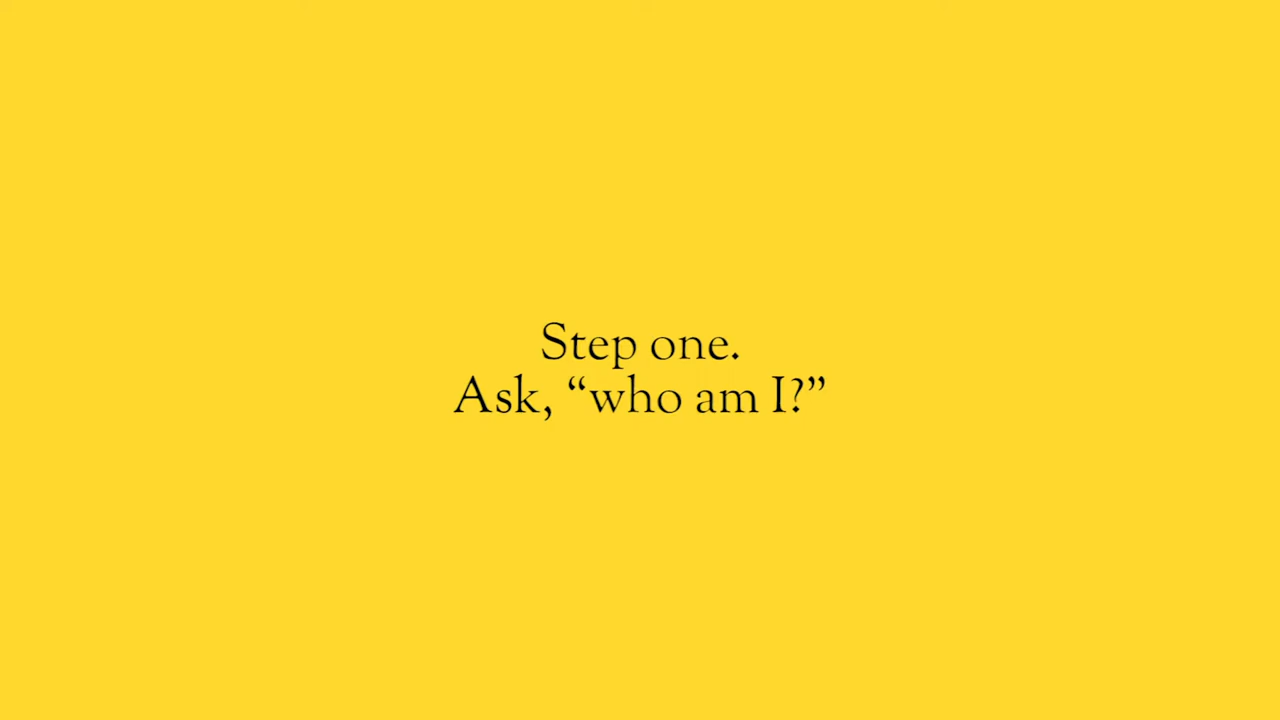 Step one.
Ask, “who am I?”